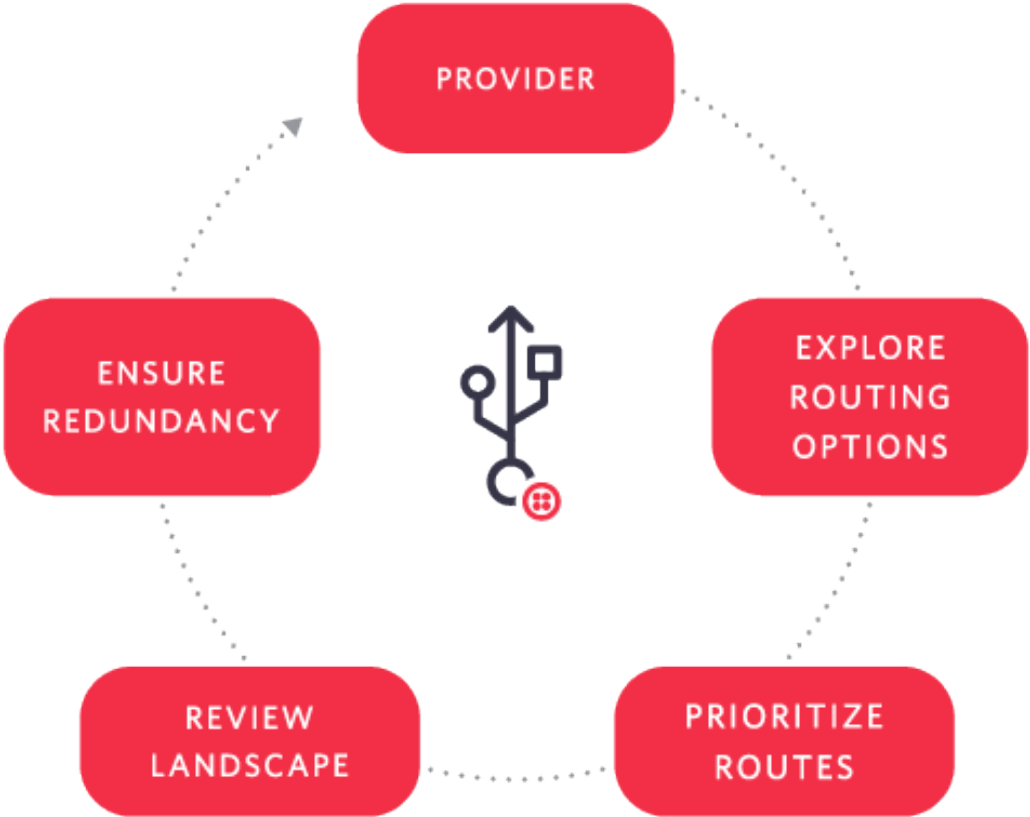 PROVIDER
EXPLORE
ROUTING
OPTIONS
PRIORITIZE
ROUTES
REVIEW
LANDSCAPE
ENSURE
REDUNDANCY